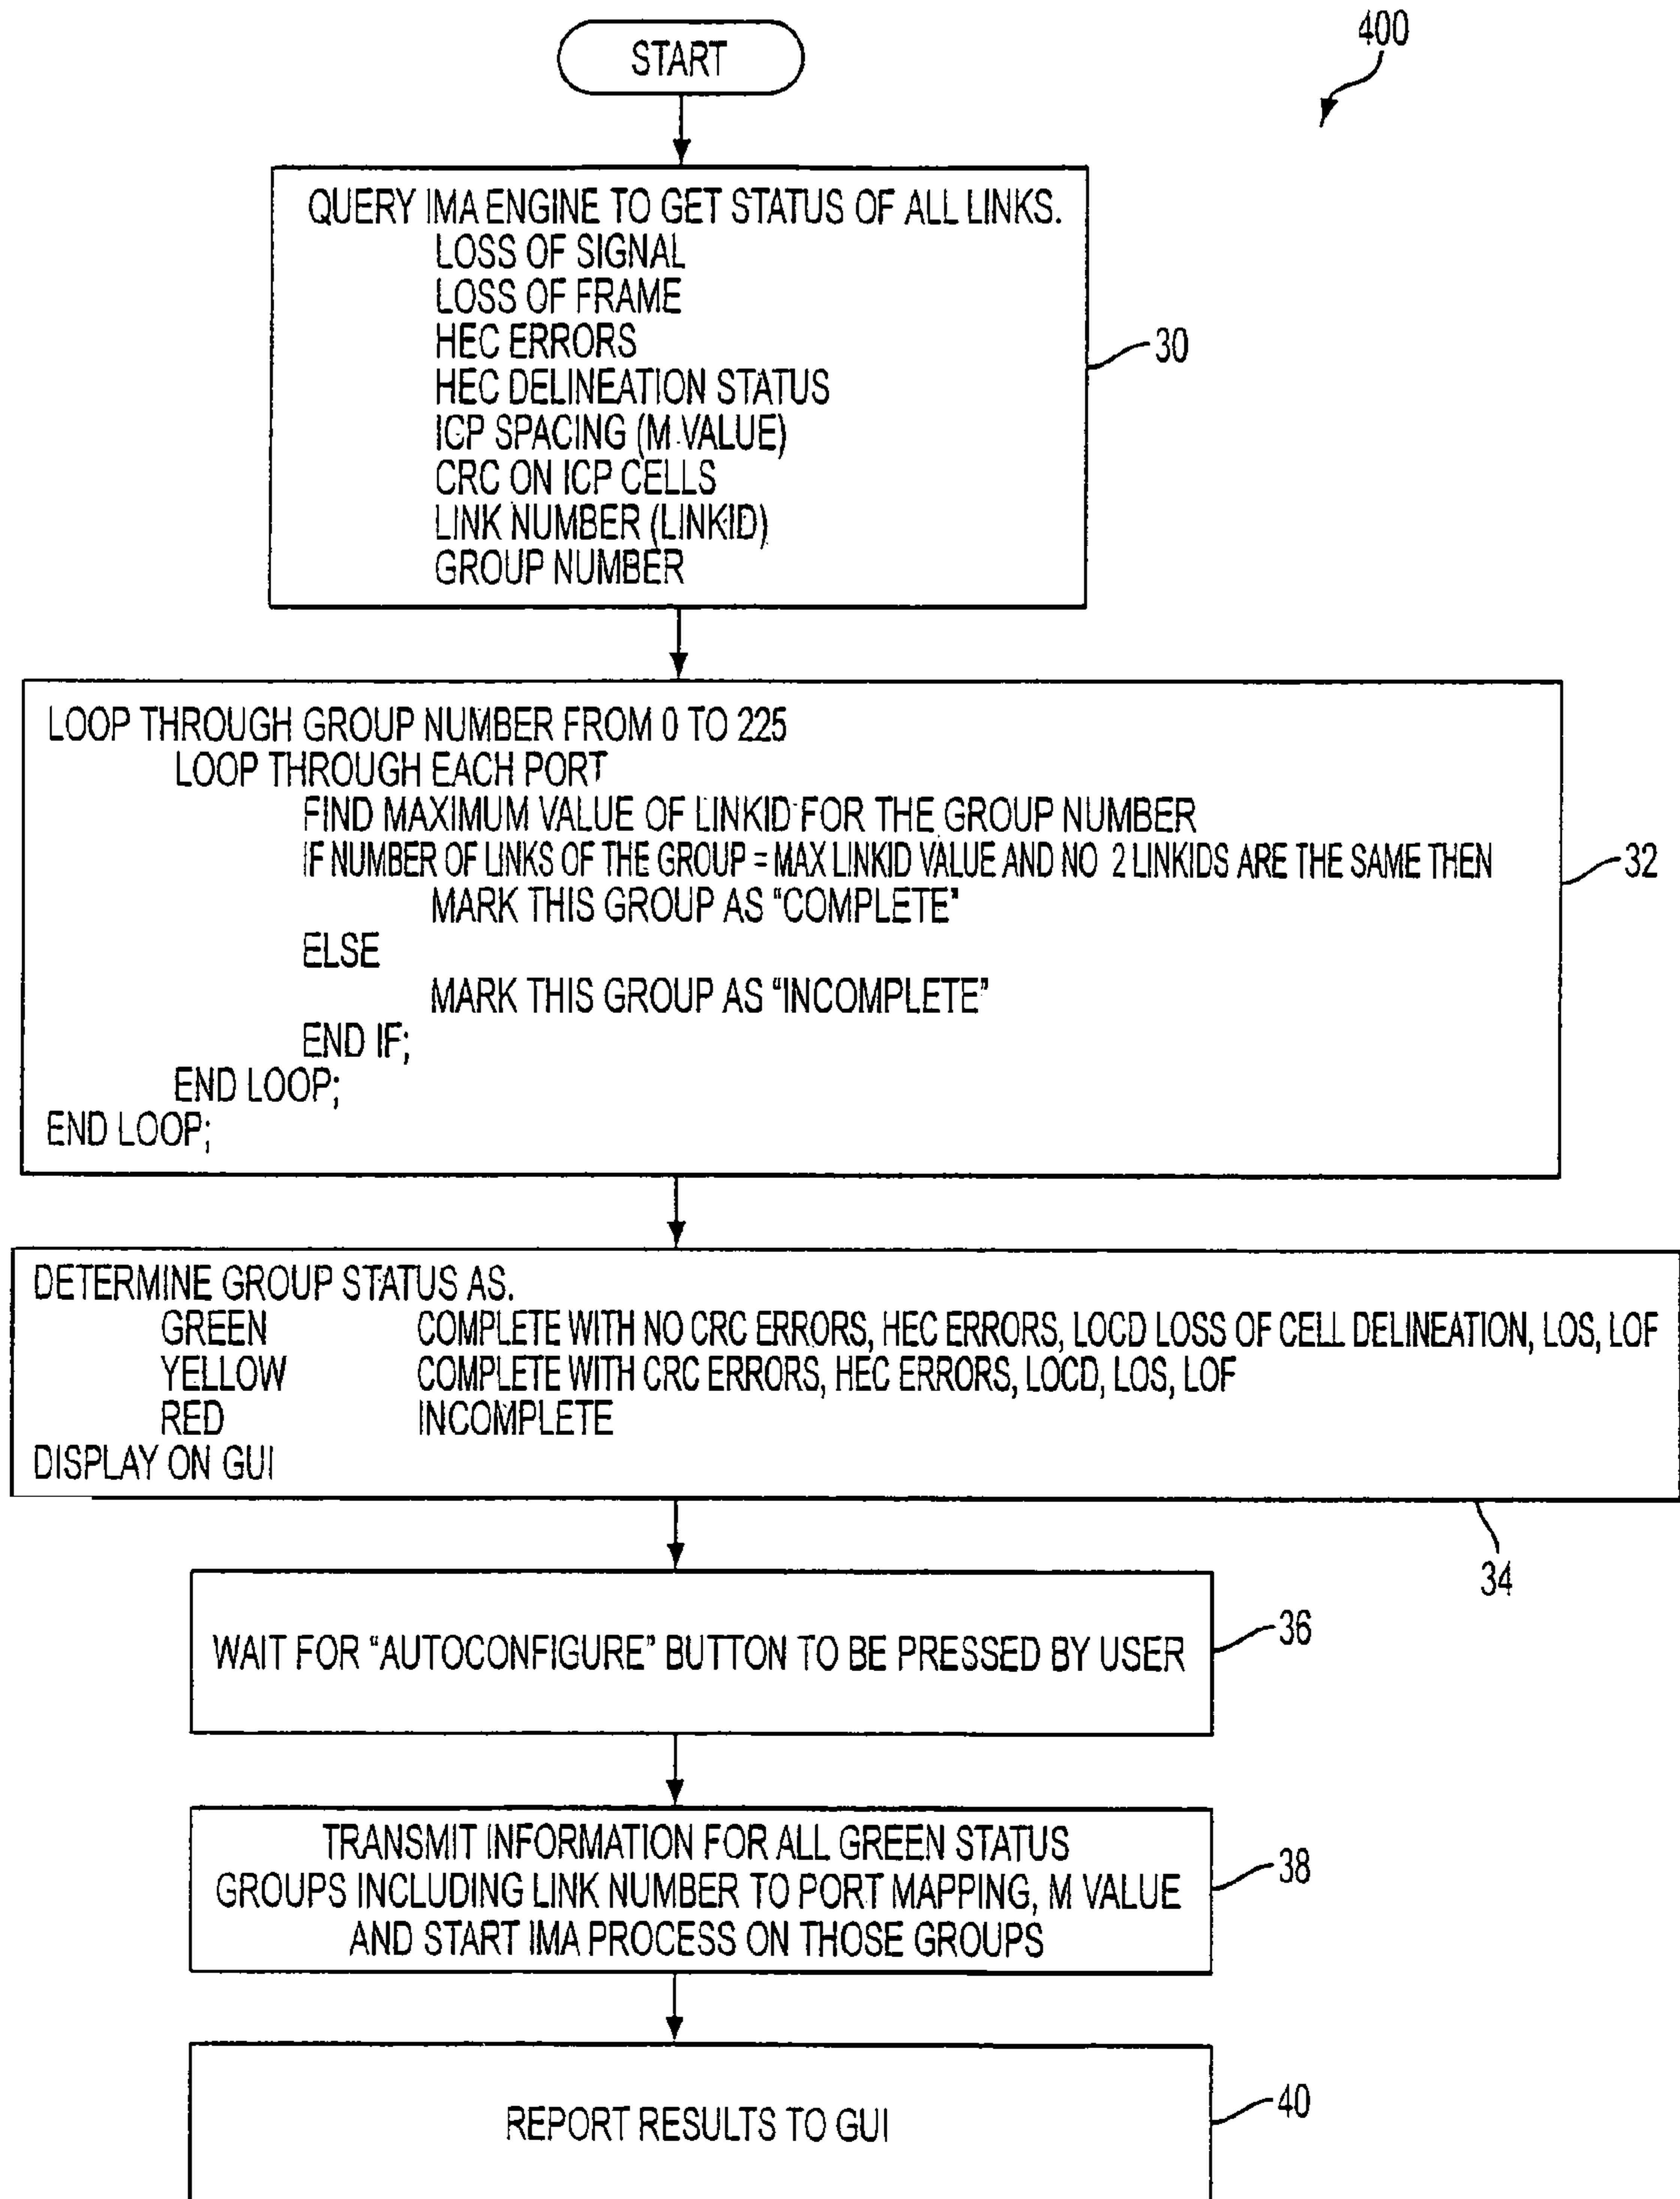 START
400
QUERY IMA ENGINE TO GET STATUS OF ALL LINKS.
LOSS OF SIGNAL
LOSS OF FRAME
HEC ERRORS
HEC DELINEATION STATUS
ICP SPACING (M VALUE)
CRC ON ICP CELLS
LINK NUMBER (LINKID)
GROUP NUMBER
30
LOOP THROUGH GROUP NUMBER FROM 0 TO 225
LOOP THROUGH EACH PORT
FIND MAXIMUM VALUE OF LINKID FOR THE GROUP NUMBER
IF NUMBER OF LINKS OF THE GROUP = MAX LINKID VALUE AND NO 2 LINKIDS ARE THE SAME THEN
MARK THIS GROUP AS "COMPLETE"
ELSE
MARK THIS GROUP AS "INCOMPLETE"
END IF;
END LOOP;
END LOOP;
32
DETERMINE GROUP STATUS AS.
GREEN COMPLETE WITH NO CRC ERRORS, HEC ERRORS, LOCD LOSS OF CELL DELINEATION, LOS, LOF
YELLOW COMPLETE WITH CRC ERRORS, HEC ERRORS, LOCD, LOS, LOF
RED INCOMPLETE
DISPLAY ON GUI
34
WAIT FOR "AUTOCONFIGURE" BUTTON TO BE PRESSED BY USER
36
TRANSMIT INFORMATION FOR ALL GREEN STATUS
GROUPS INCLUDING LINK NUMBER TO PORT MAPPING, M VALUE
AND START IMA PROCESS ON THOSE GROUPS
38
REPORT RESULTS TO GUI
40